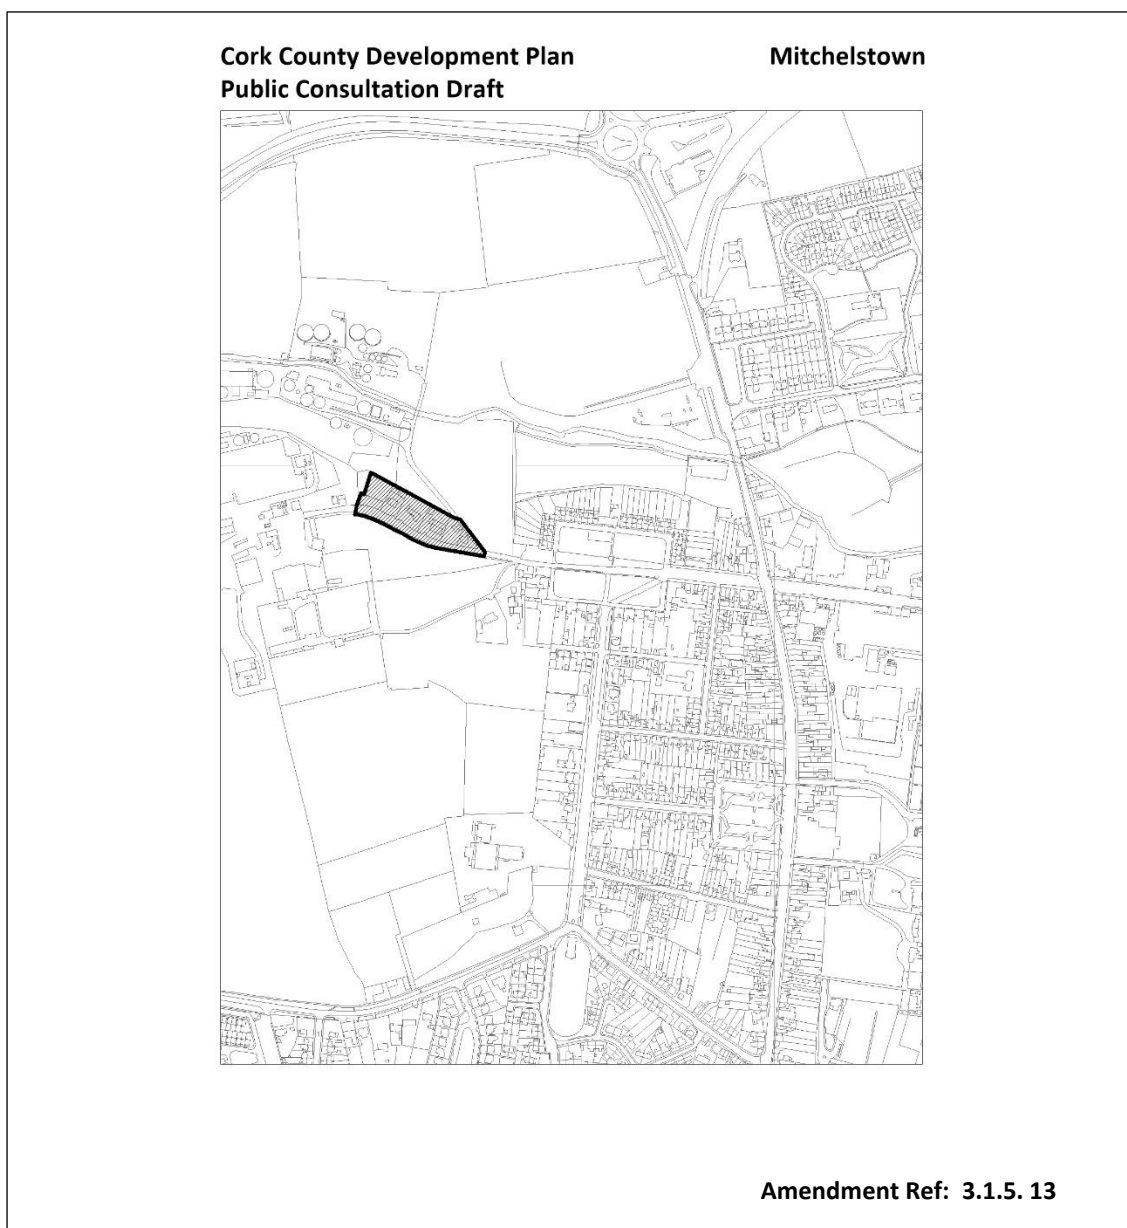 Cork County Development Plan Mitchelstown
Public Consultation Draft
Amendment Ref: 3.1.5. 13